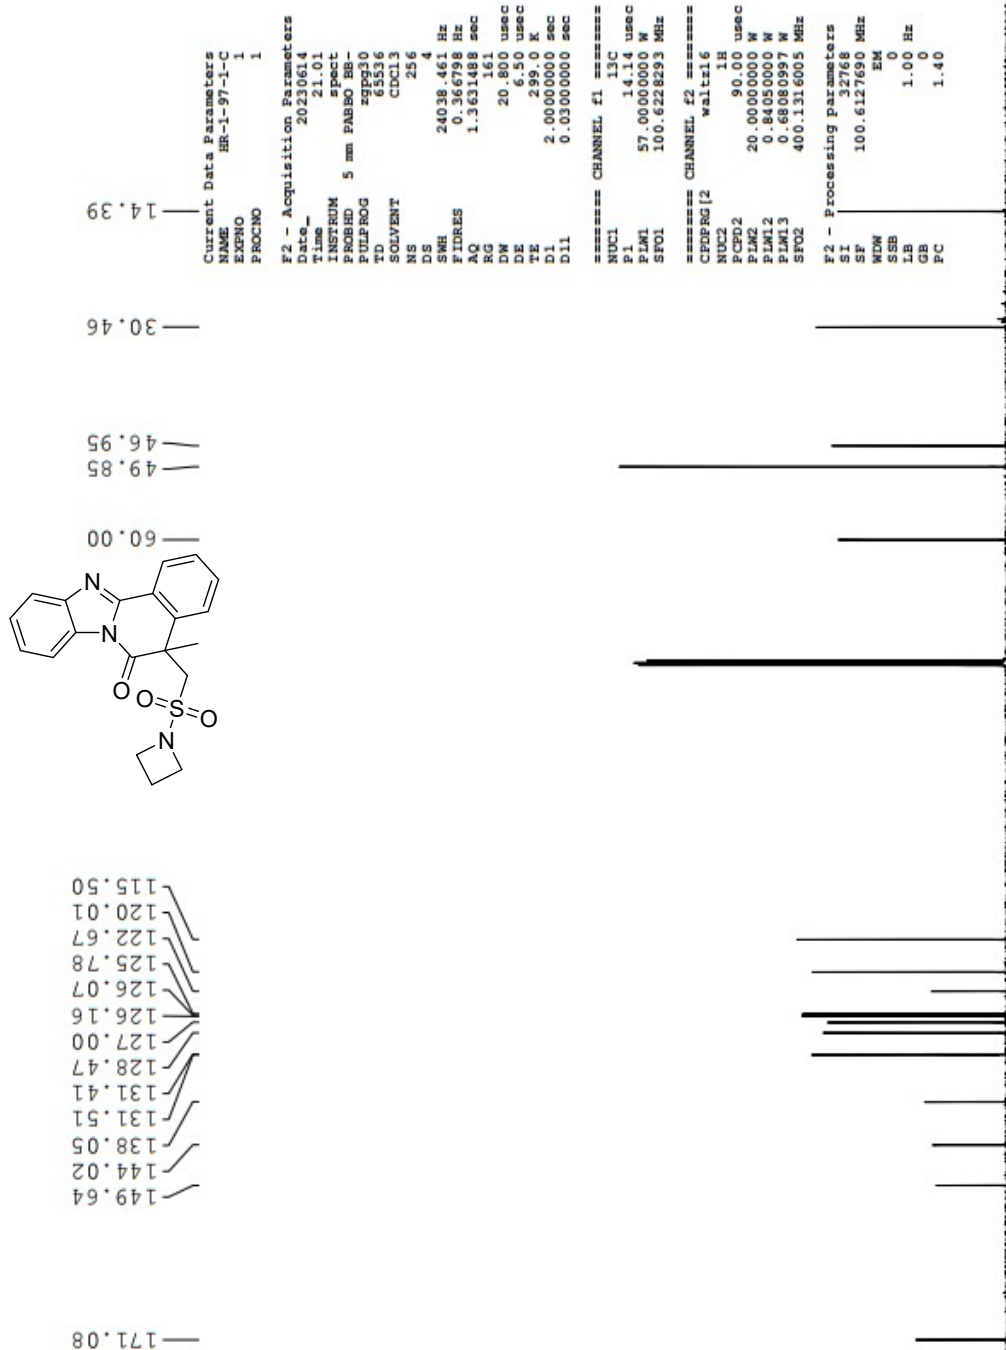 Current Data Parameters
NAME HR-1-97-1-C
EXPNO 1
PROCNO 1
F2 - Acquisition Parameters
Date_ 20230614
Time 21.01
INSTRUM spect
PROBHD 5 mm PABBO BB-
PULPROG zgpg30
TD 65536
SOLVENT CDCl3
NS 256
DS 4
SWH 24038.461 Hz
FIDRES 0.366798 Hz
AQ 1.3631488 sec
RG 161
DW 20.800 usec
DE 6.50 usec
TE 299.0 K
D1 2.00000000 sec
D11 0.03000000 sec
======== CHANNEL f1 ========
NUC1 13C
P1 14.14 usec
PLW1 57.00000000 W
SFO1 100.6228293 MHz
======== CHANNEL f2 ========
CPDPRG[2 waltz16
NUC2 1H
PCPD2 90.00 usec
PLW2 20.00000000 W
PLW12 0.84050000 W
PLW13 0.68080997 W
SFO2 400.1316005 MHz
F2 - Processing parameters
SI 32768
SF 100.6127690 MHz
WDW EM
SSB 0
LB 1.00 Hz
GB 0
PC 1.40
14.39
30.46
46.95
49.85
60.00
N
N
O
O
S
O
N
115.50
120.01
122.67
125.78
126.07
126.16
127.00
128.47
131.41
131.51
138.05
144.02
149.64
171.08